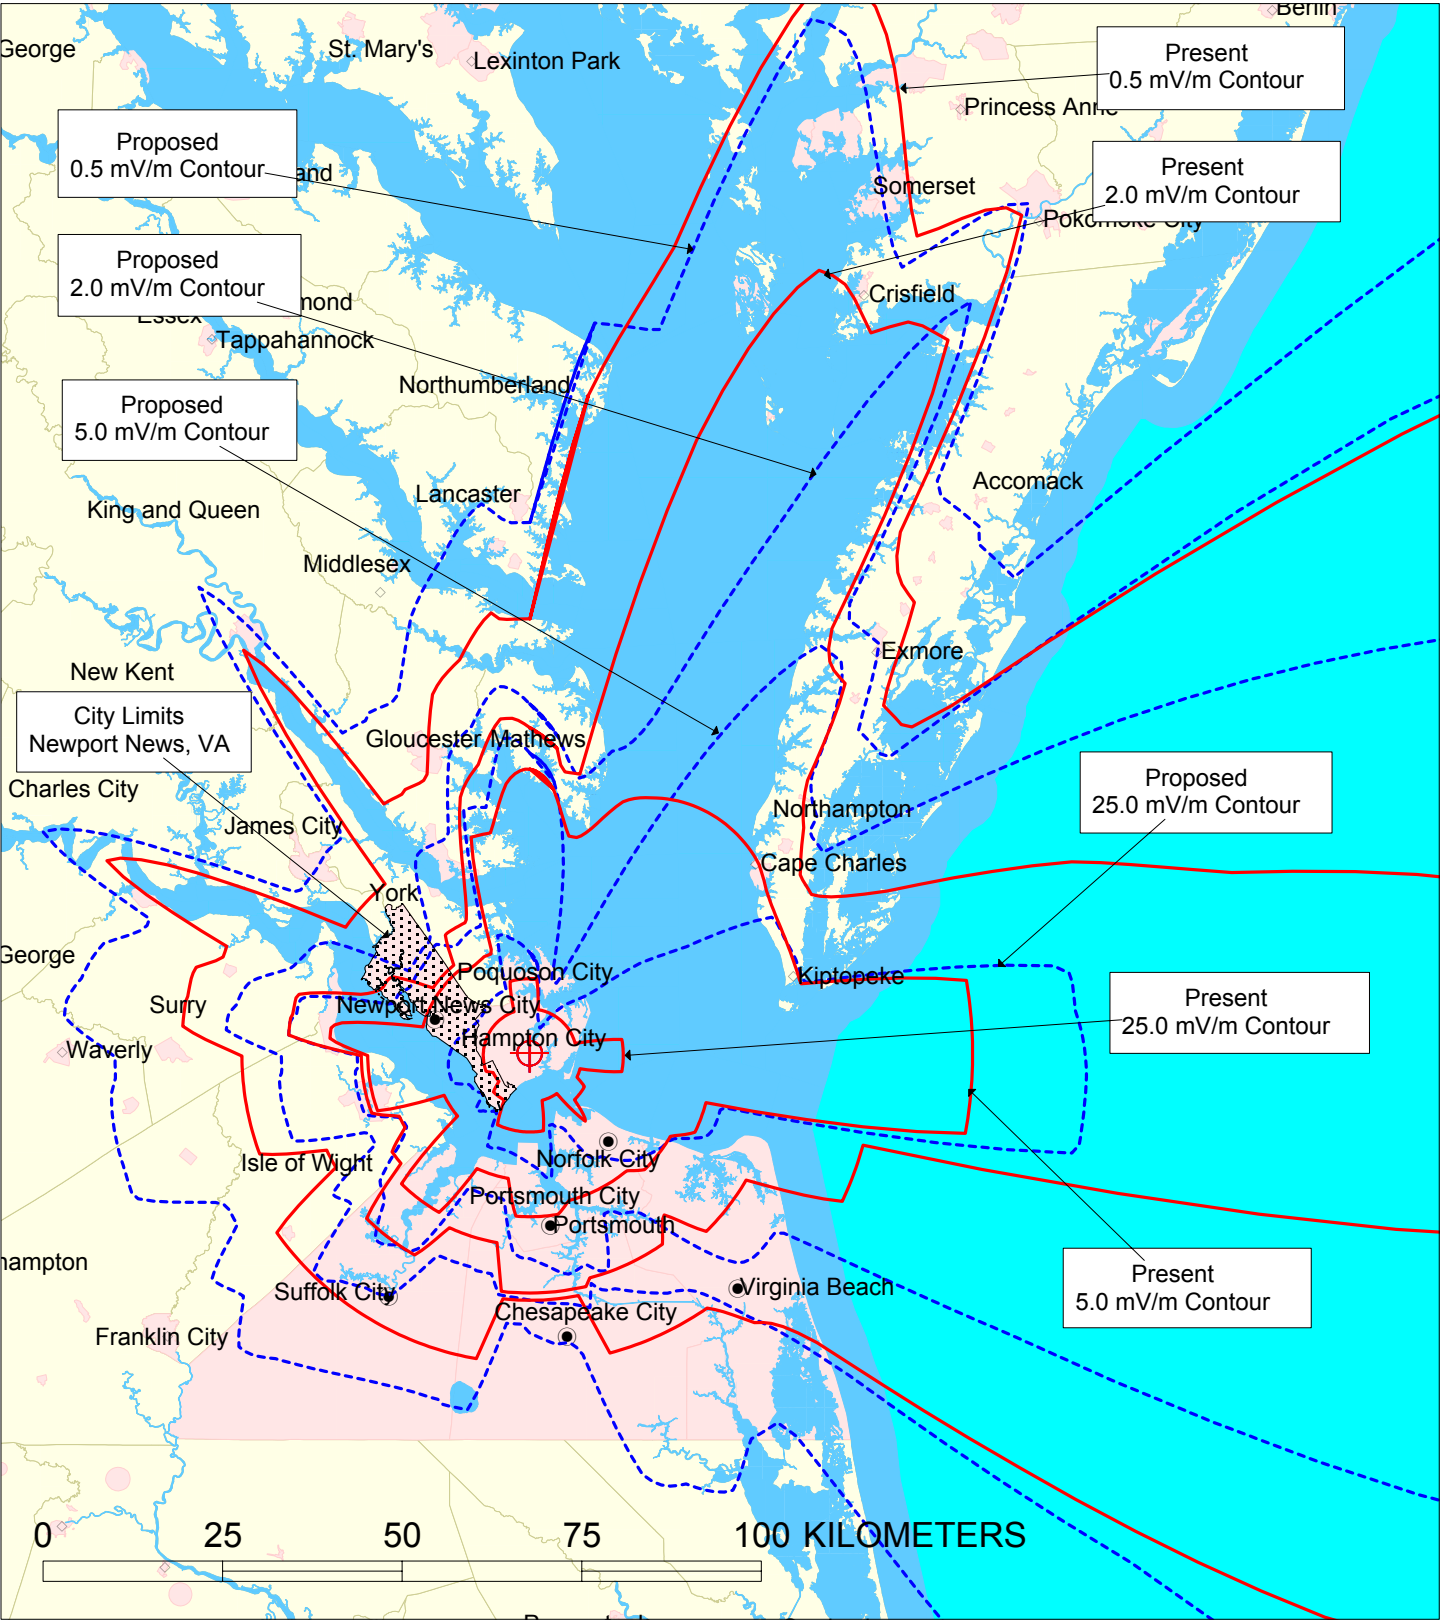 Berlin
George
St. Mary's
Lexinton Park
Present
0.5 mV/m Contour
Princess Anne
Proposed
0.5 mV/m Contour
and
Somerset
Present
2.0 mV/m Contour
Pokomoke City
Proposed
2.0 mV/m Contour
mond
Essex
Crisfield
Tappahannock
Northumberland
Proposed
5.0 mV/m Contour
Lancaster
Accomack
King and Queen
Middlesex
Exmore
New Kent
City Limits
Newport News, VA
Gloucester
Mathews
Charles City
Proposed
25.0 mV/m Contour
James City
Northampton
Cape Charles
York
George
Poquoson City
Kiptopeke
Surry
Newport News City
Present
25.0 mV/m Contour
Hampton City
Waverly
Isle of Wight
Norfolk City
Portsmouth City
Portsmouth
hampton
Suffolk City
Virginia Beach
Present
5.0 mV/m Contour
Chesapeake City
Franklin City
0 25 50 75 100 KILOMETERS